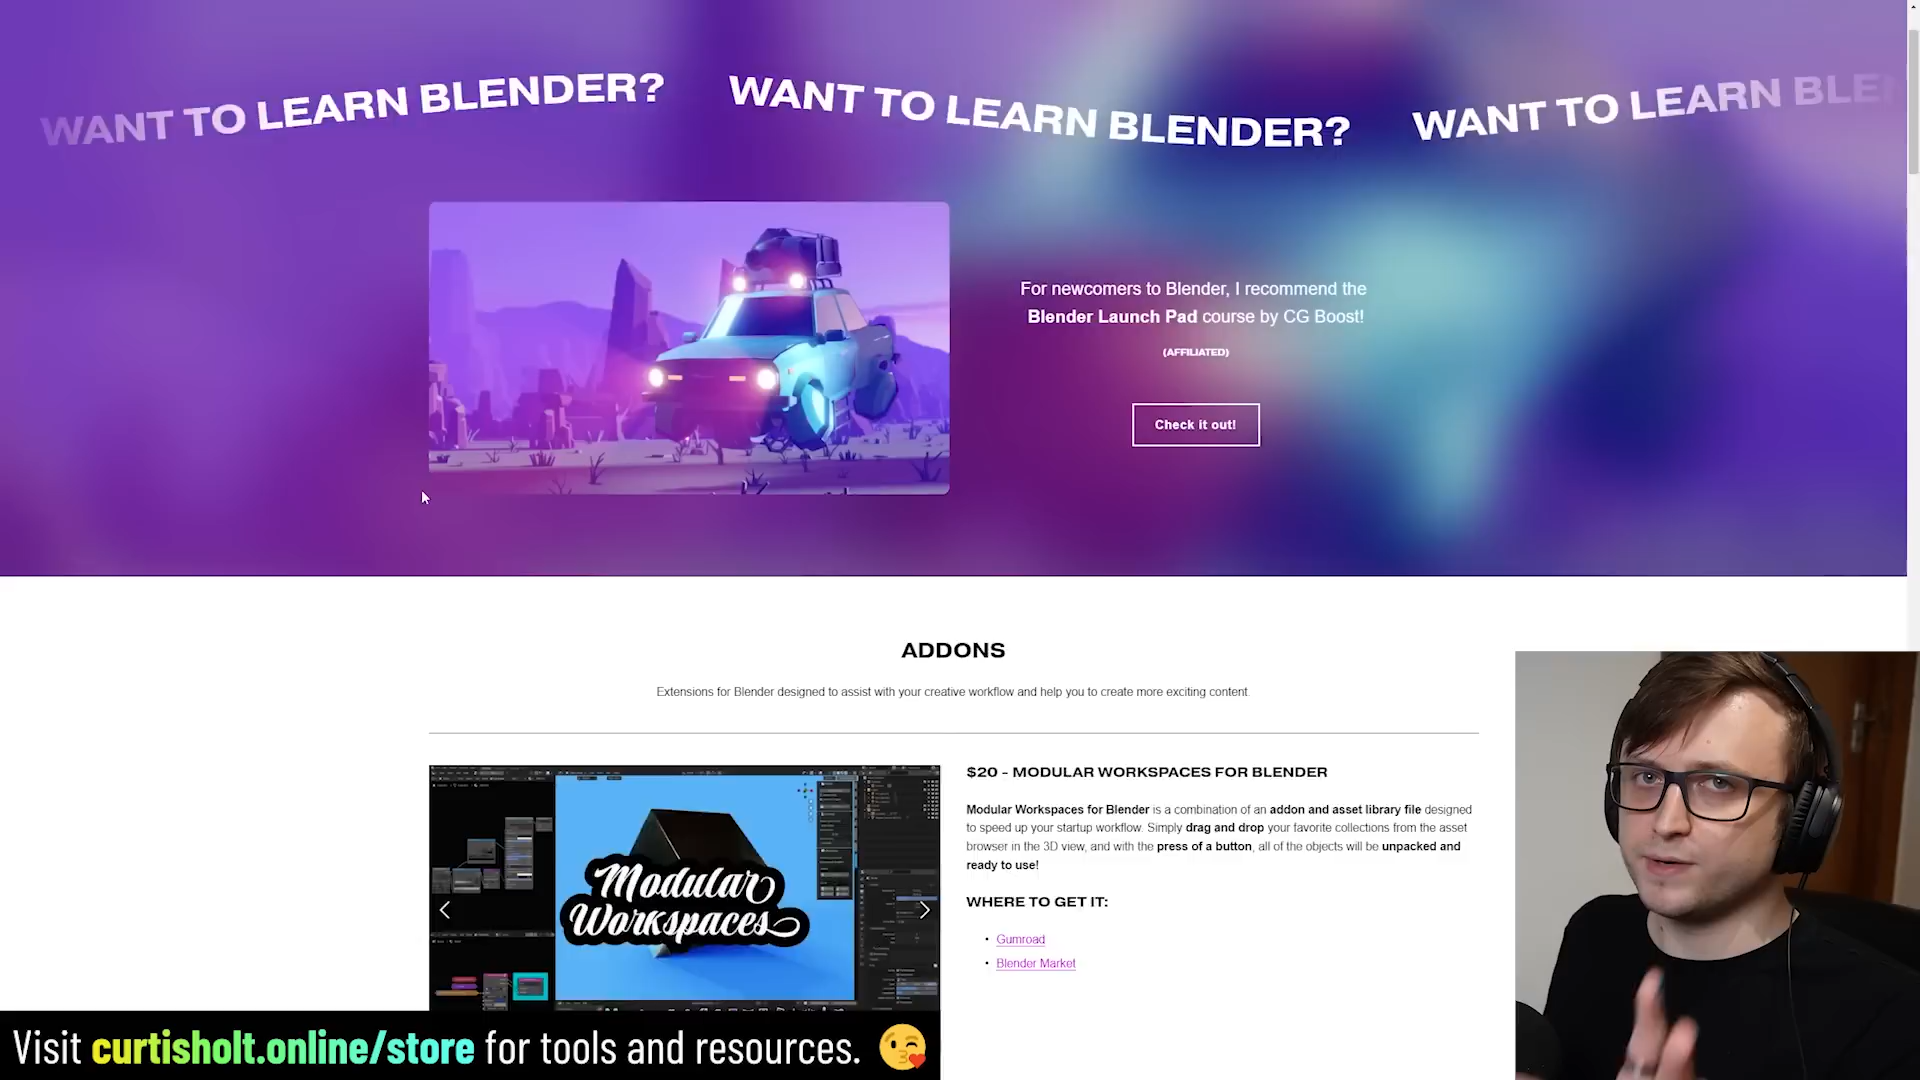 WANT TO LEARN BLENDER? WANT TO LEARN BLENDER? WANT TO LEARN BLE
For newcomers to Blender, I recommend the
Blender Launch Pad course by CG Boost!
(AFFILIATED)
Check it out!
ADDONS
Extensions for Blender designed to assist with your creative workflow and help you to create more exciting content.
$20 - MODULAR WORKSPACES FOR BLENDER
Modular Workspaces for Blender is a combination of an addon and asset library file designed
to speed up your startup workflow. Simply drag and drop your favorite collections from the asset
browser in the 3D view, and with the press of a button, all of the objects will be unpacked and
ready to use!
WHERE TO GET IT:
• Gumroad
• Blender Market
Modular
Workspaces
Visit curtisholt.online/store for tools and resources. 😘